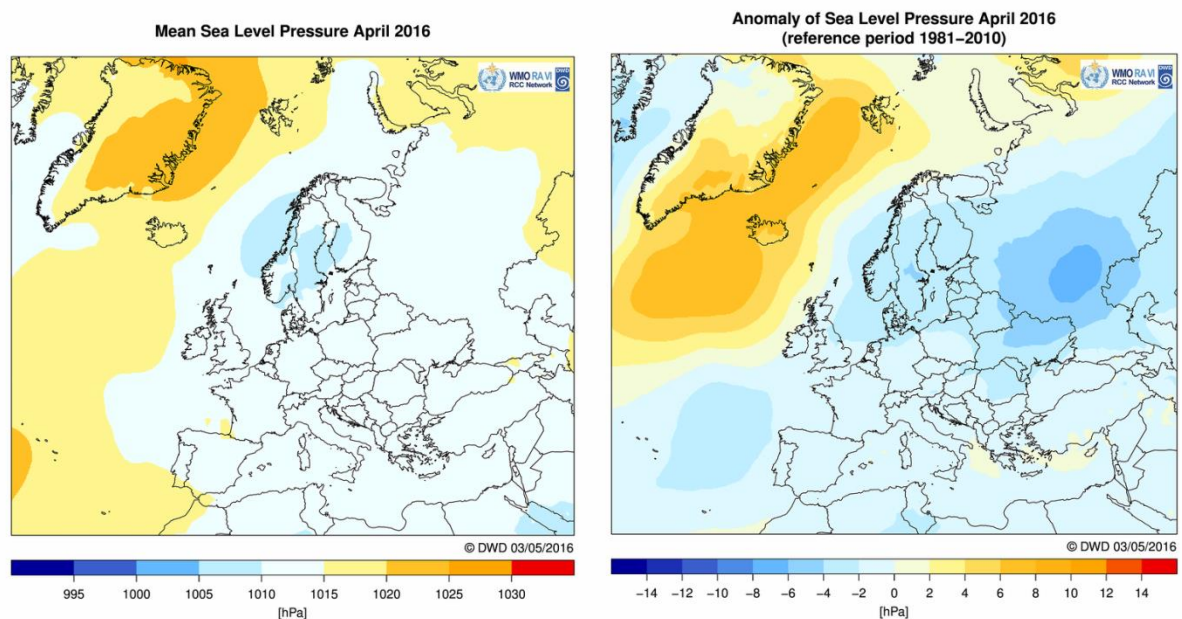 Mean Sea Level Pressure April 2016
WMO RA VI
RCC Network
DWD
© DWD 03/05/2016
995 1000 1005 1010 1015 1020 1025 1030
[hPa]
Anomaly of Sea Level Pressure April 2016
(reference period 1981−2010)
WMO RA VI
RCC Network
DWD
© DWD 03/05/2016
−14 −12 −10 −8 −6 −4 −2 0 2 4 6 8 10 12 14
[hPa]